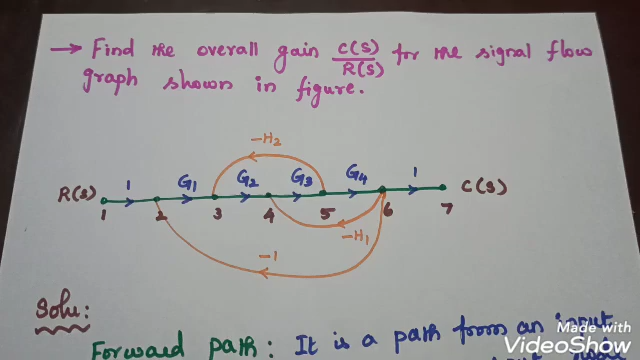 → Find the overall gain C(S)/R(S) for the signal flow
graph shown in figure.
-H2
R(S) 1 G1 G2 G3 G4 1 C(S)
1 2 3 4 5 6 7
-H1
-1
Solu:
Forward path: It is a path from an input
Made with
VideoShow